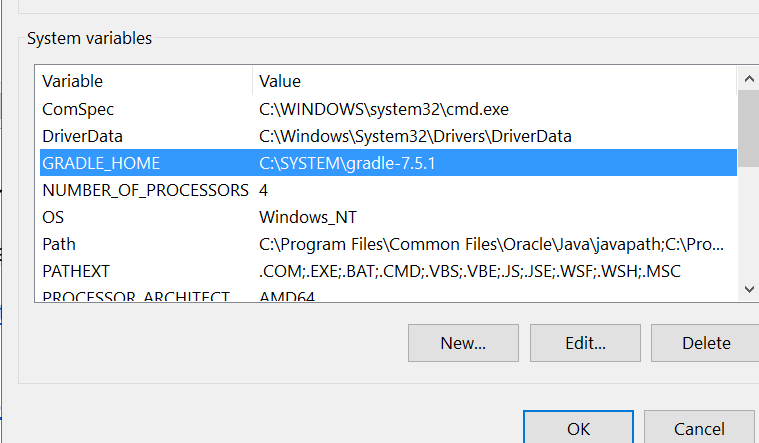 System variables
Variable Value
ComSpec C:\WINDOWS\system32\cmd.exe
DriverData C:\Windows\System32\Drivers\DriverData
GRADLE_HOME C:\SYSTEM\gradle-7.5.1
NUMBER_OF_PROCESSORS 4
OS Windows_NT
Path C:\Program Files\Common Files\Oracle\Java\javapath;C:\Pro...
PATHEXT .COM;.EXE;.BAT;.CMD;.VBS;.VBE;.JS;.JSE;.WSF;.WSH;.MSC
PROCESSOR_ARCHITECT AMD64
New... Edit... Delete
OK Cancel